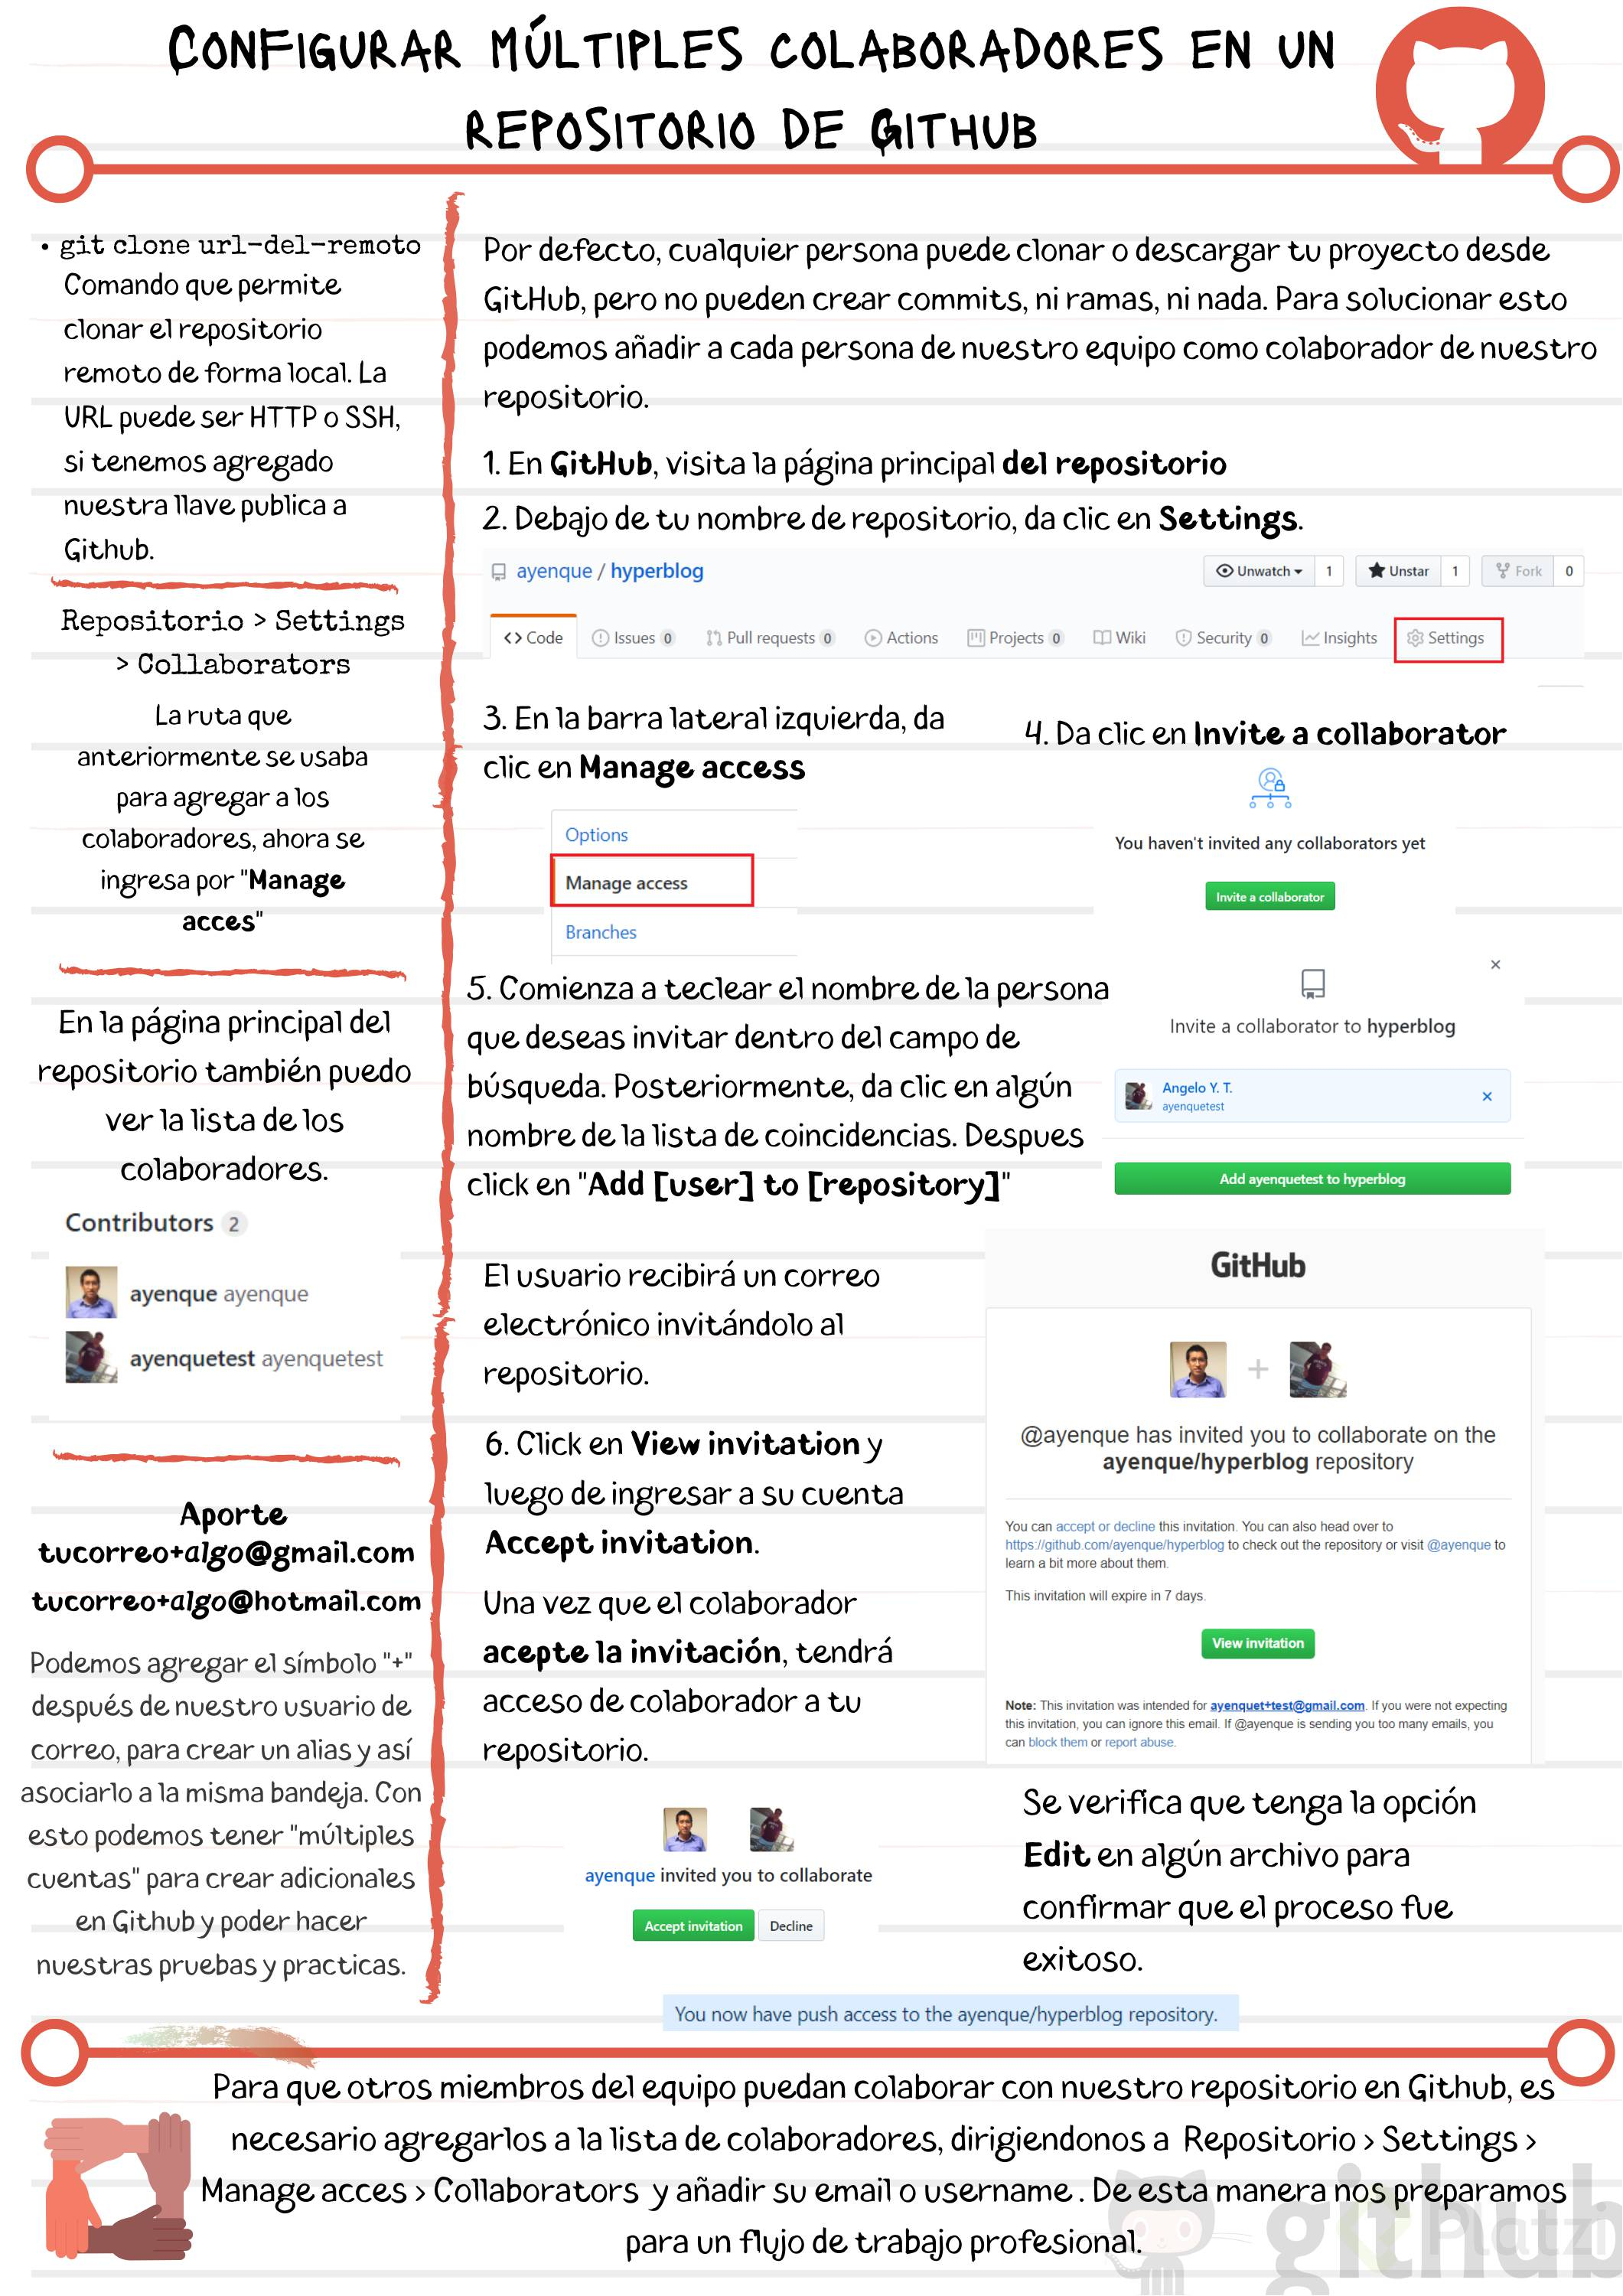 CONFIGURAR MÚLTIPLES COLABORADORES EN UN
REPOSITORIO DE GITHUB
• git clone url-del-remoto
Comando que permite
clonar el repositorio
remoto de forma local. La
URL puede ser HTTP o SSH,
si tenemos agregado
nuestra llave publica a
Github.
Repositorio > Settings
> Collaborators
La ruta que
anteriormente se usaba
para agregar a los
colaboradores, ahora se
ingresa por "Manage
acces"
En la página principal del
repositorio también puedo
ver la lista de los
colaboradores.
Contributors 2
ayenque ayenque
ayenquetest ayenquetest
Aporte
tucorreo+algo@gmail.com
tucorreo+algo@hotmail.com
Podemos agregar el símbolo "+"
después de nuestro usuario de
correo, para crear un alias y así
asociarlo a la misma bandeja. Con
esto podemos tener "múltiples
cuentas" para crear adicionales
en Github y poder hacer
nuestras pruebas y practicas.
Por defecto, cualquier persona puede clonar o descargar tu proyecto desde
GitHub, pero no pueden crear commits, ni ramas, ni nada. Para solucionar esto
podemos añadir a cada persona de nuestro equipo como colaborador de nuestro
repositorio.
1. En GitHub, visita la página principal del repositorio
2. Debajo de tu nombre de repositorio, da clic en Settings.
ayenque / hyperblog Unwatch 1 Unstar 1 Fork 0
Code Issues 0 Pull requests 0 Actions Projects 0 Wiki Security 0 Insights Settings
3. En la barra lateral izquierda, da
clic en Manage access
Options
Manage access
Branches
4. Da clic en Invite a collaborator
You haven't invited any collaborators yet
Invite a collaborator
5. Comienza a teclear el nombre de la persona
que deseas invitar dentro del campo de
búsqueda. Posteriormente, da clic en algún
nombre de la lista de coincidencias. Despues
click en "Add [user] to [repository]"
Invite a collaborator to hyperblog
Angelo Y. T.
ayenquetest
Add ayenquetest to hyperblog
El usuario recibirá un correo
electrónico invitándolo al
repositorio.
6. Click en View invitation y
luego de ingresar a su cuenta
Accept invitation.
Una vez que el colaborador
acepte la invitación, tendrá
acceso de colaborador a tu
repositorio.
GitHub
@ayenque has invited you to collaborate on the
ayenque/hyperblog repository
You can accept or decline this invitation. You can also head over to
https://github.com/ayenque/hyperblog to check out the repository or visit @ayenque to
learn a bit more about them.
This invitation will expire in 7 days.
View invitation
Note: This invitation was intended for ayenquet+test@gmail.com. If you were not expecting
this invitation, you can ignore this email. If @ayenque is sending you too many emails, you
can block them or report abuse.
ayenque invited you to collaborate
Accept invitation Decline
Se verifica que tenga la opción
Edit en algún archivo para
confirmar que el proceso fue
exitoso.
You now have push access to the ayenque/hyperblog repository.
Para que otros miembros del equipo puedan colaborar con nuestro repositorio en Github, es
necesario agregarlos a la lista de colaboradores, dirigiendonos a Repositorio > Settings >
Manage acces > Collaborators y añadir su email o username. De esta manera nos preparamos
para un flujo de trabajo profesional.
github
Platzi